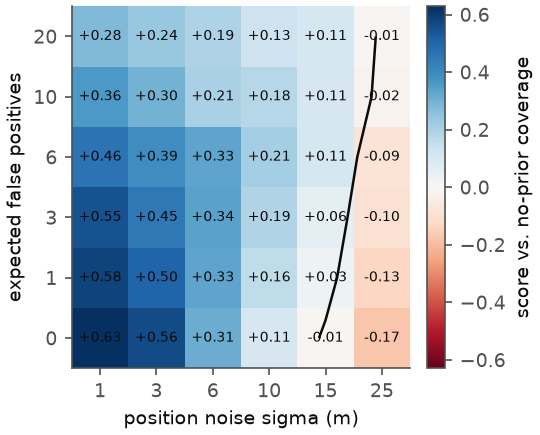 20 +0.28 +0.24 +0.19 +0.13 +0.11 -0.01
10 +0.36 +0.30 +0.21 +0.18 +0.11 -0.02
6 +0.46 +0.39 +0.33 +0.21 +0.11 -0.09
3 +0.55 +0.45 +0.34 +0.19 +0.06 -0.10
1 +0.58 +0.50 +0.33 +0.16 +0.03 -0.13
0 +0.63 +0.56 +0.31 +0.11 -0.01 -0.17
1 3 6 10 15 25
position noise sigma (m)
expected false positives
0.6
0.4
0.2
0.0
−0.2
−0.4
−0.6
score vs. no-prior coverage